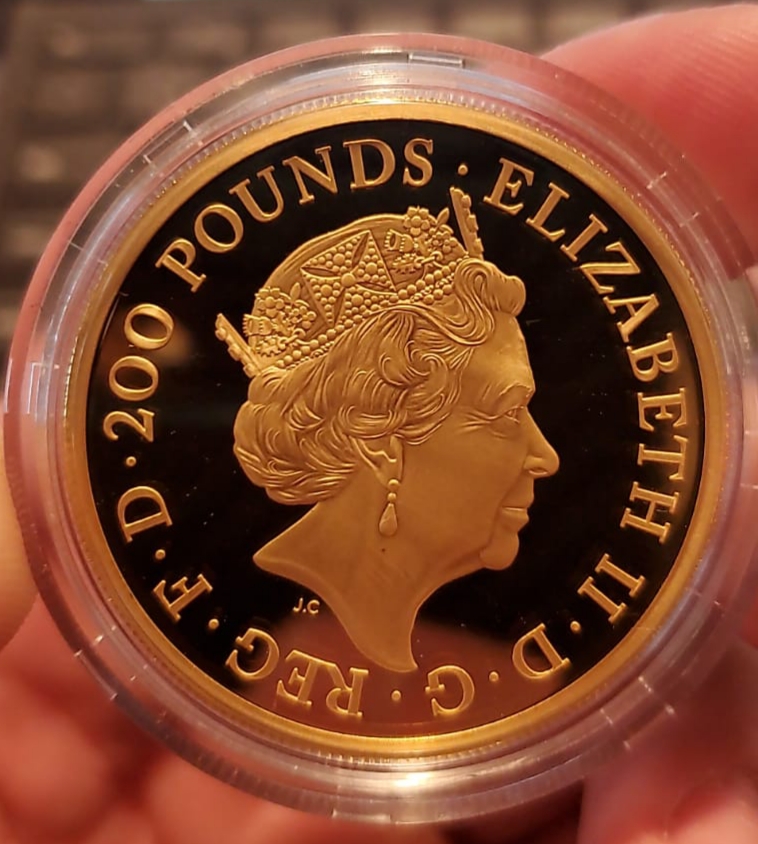 ELIZABETH II · D · G · REG · F · D · 200 POUNDS ·
J.C